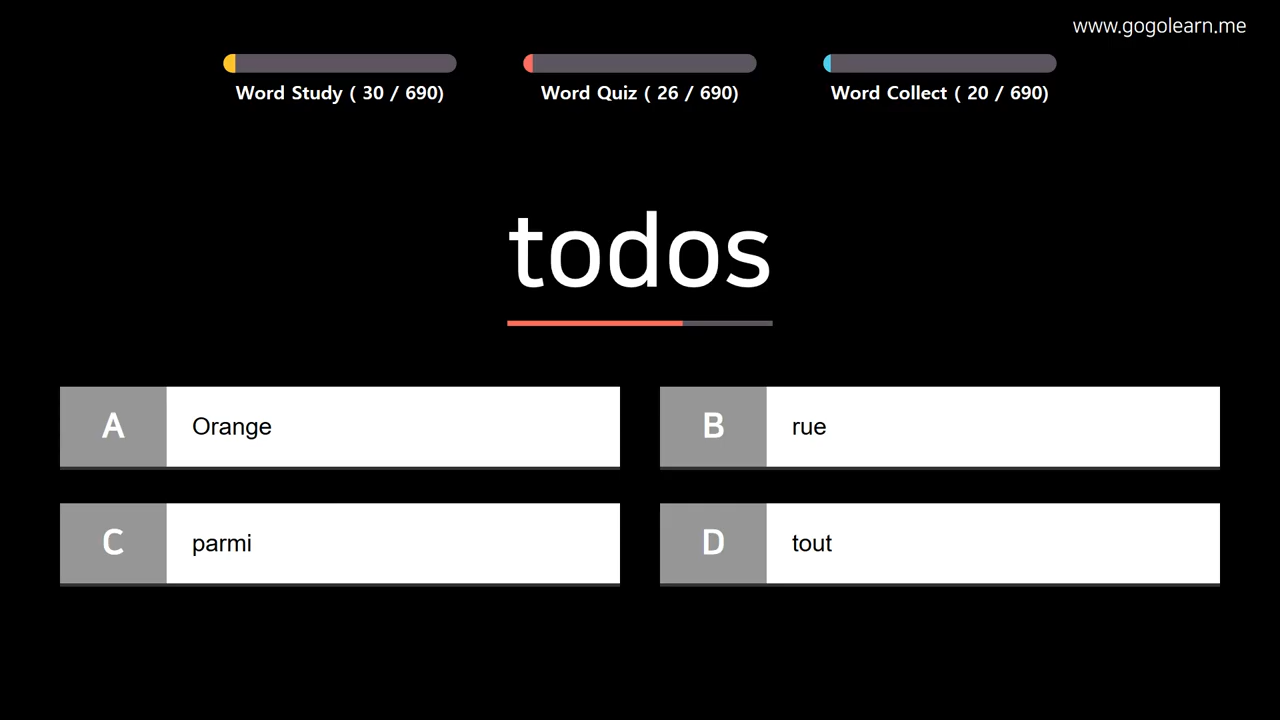 www.gogolearn.me
Word Study ( 30 / 690)
Word Quiz ( 26 / 690)
Word Collect ( 20 / 690)
todos
A
Orange
B
rue
C
parmi
D
tout